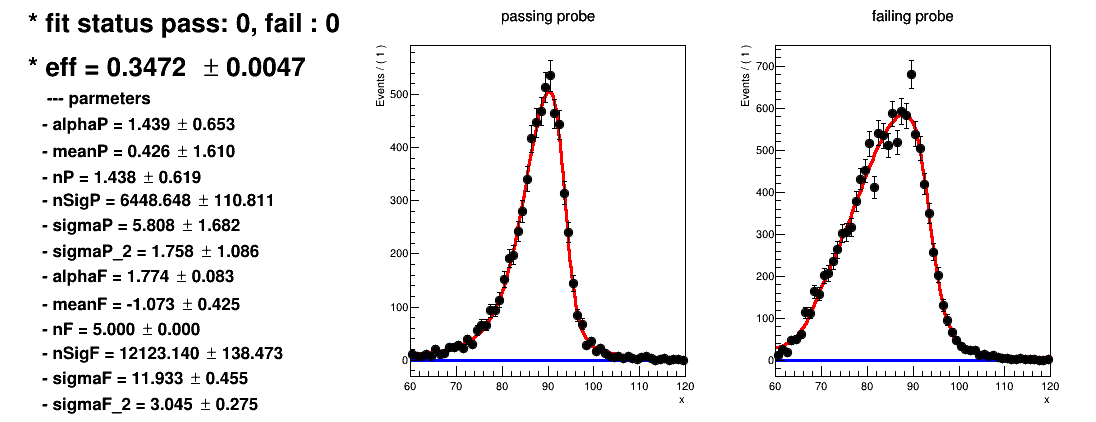 * fit status pass: 0, fail : 0
* eff = 0.3472 ± 0.0047
--- parmeters
- alphaP = 1.439 ± 0.653
- meanP = 0.426 ± 1.610
- nP = 1.438 ± 0.619
- nSigP = 6448.648 ± 110.811
- sigmaP = 5.808 ± 1.682
- sigmaP_2 = 1.758 ± 1.086
- alphaF = 1.774 ± 0.083
- meanF = -1.073 ± 0.425
- nF = 5.000 ± 0.000
- nSigF = 12123.140 ± 138.473
- sigmaF = 11.933 ± 0.455
- sigmaF_2 = 3.045 ± 0.275
passing probe
Events / ( 1 )
500
400
300
200
100
0
60 70 80 90 100 110 120
x
failing probe
Events / ( 1 )
700
600
500
400
300
200
100
0
60 70 80 90 100 110 120
x